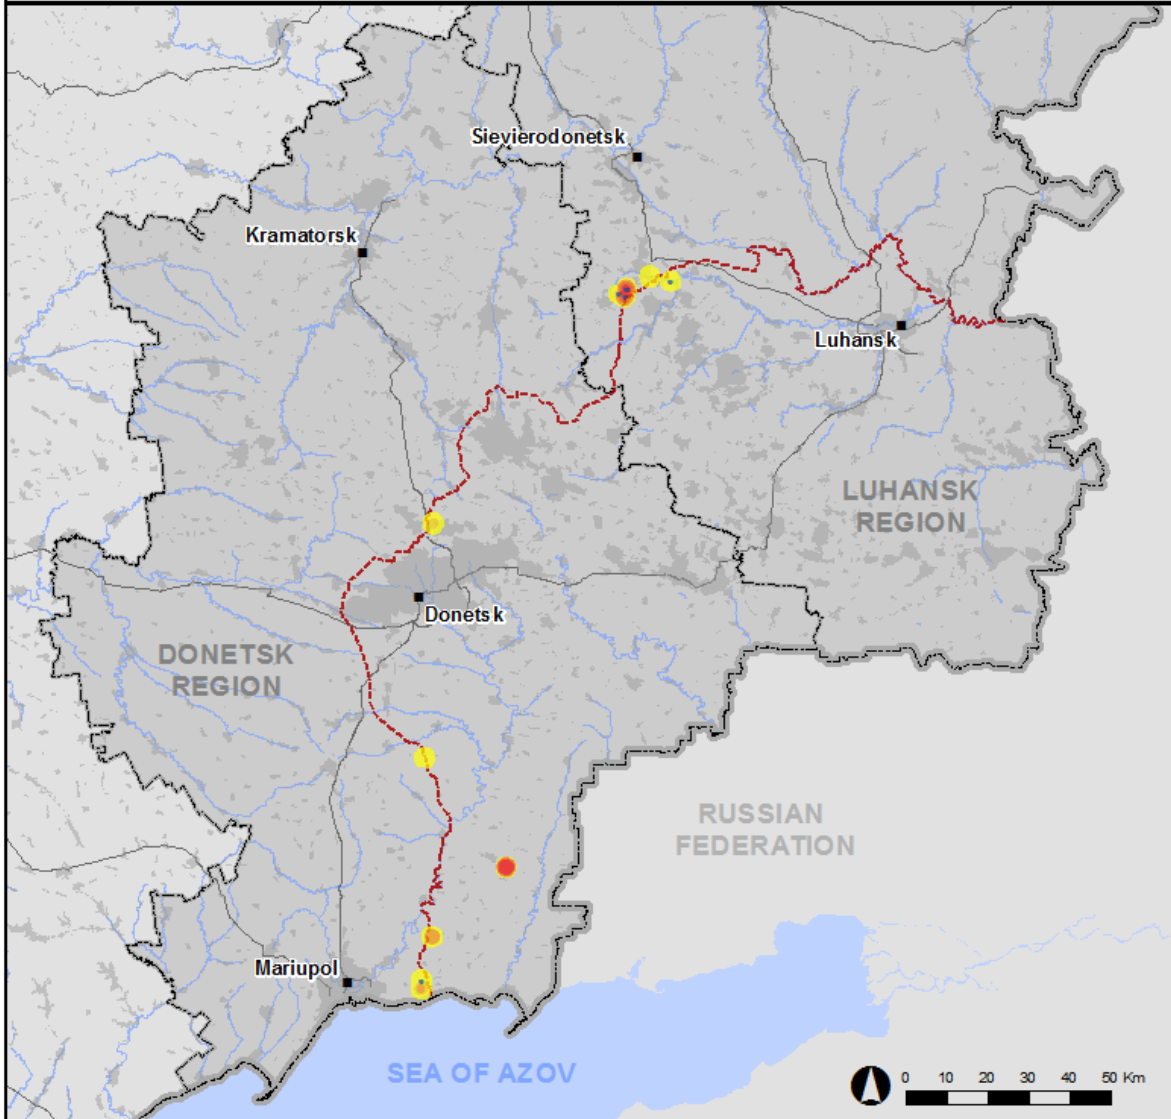 Sievierodonetsk
Kramatorsk
Luhansk
LUHANSK
REGION
Donetsk
DONETSK
REGION
RUSSIAN
FEDERATION
Mariupol
SEA OF AZOV
0 10 20 30 40 50 Km